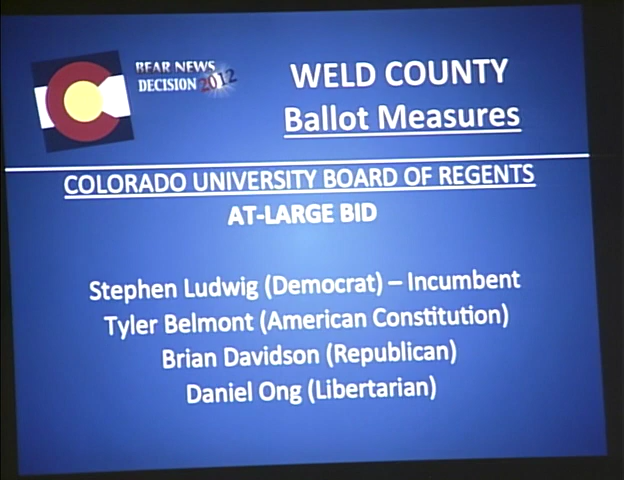 BEAR NEWS
DECISION 2012
WELD COUNTY
Ballot Measures
COLORADO UNIVERSITY BOARD OF REGENTS
AT-LARGE BID
Stephen Ludwig (Democrat) – Incumbent
Tyler Belmont (American Constitution)
Brian Davidson (Republican)
Daniel Ong (Libertarian)